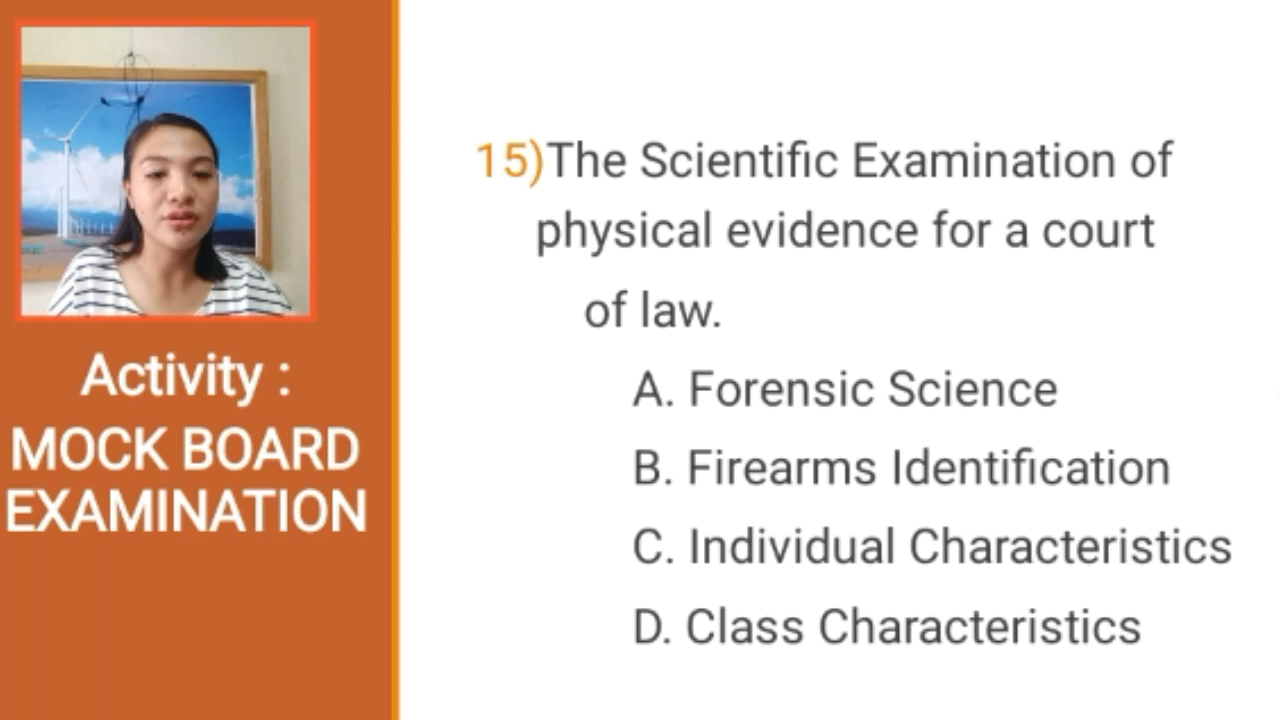 Activity :
MOCK BOARD
EXAMINATION
15)The Scientific Examination of
physical evidence for a court
of law.
A. Forensic Science
B. Firearms Identification
C. Individual Characteristics
D. Class Characteristics